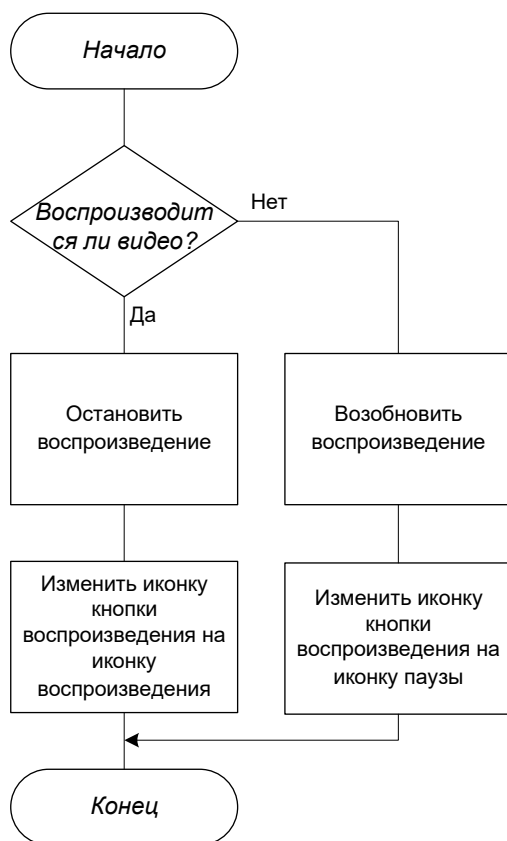 Начало
Воспроизводит
ся ли видео?
Нет
Да
Остановить
воспроизведение
Возобновить
воспроизведение
Изменить иконку
кнопки
воспроизведения на
иконку
воспроизведения
Изменить иконку
кнопки
воспроизведения на
иконку паузы
Конец